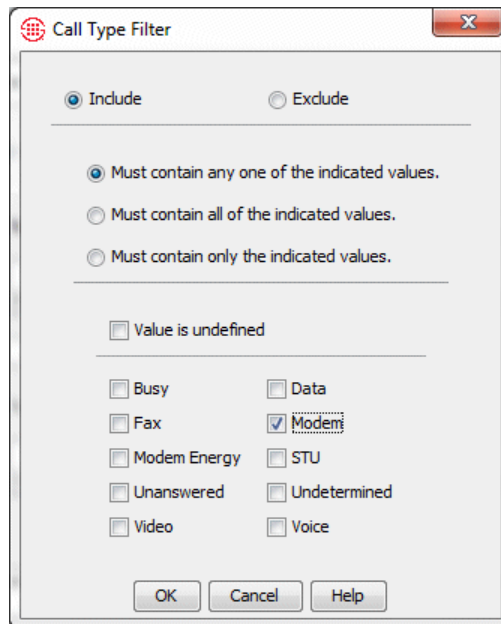 Call Type Filter
Include Exclude
Must contain any one of the indicated values.
Must contain all of the indicated values.
Must contain only the indicated values.
Value is undefined
Busy Data
Fax Modem
Modem Energy STU
Unanswered Undetermined
Video Voice
OK Cancel Help